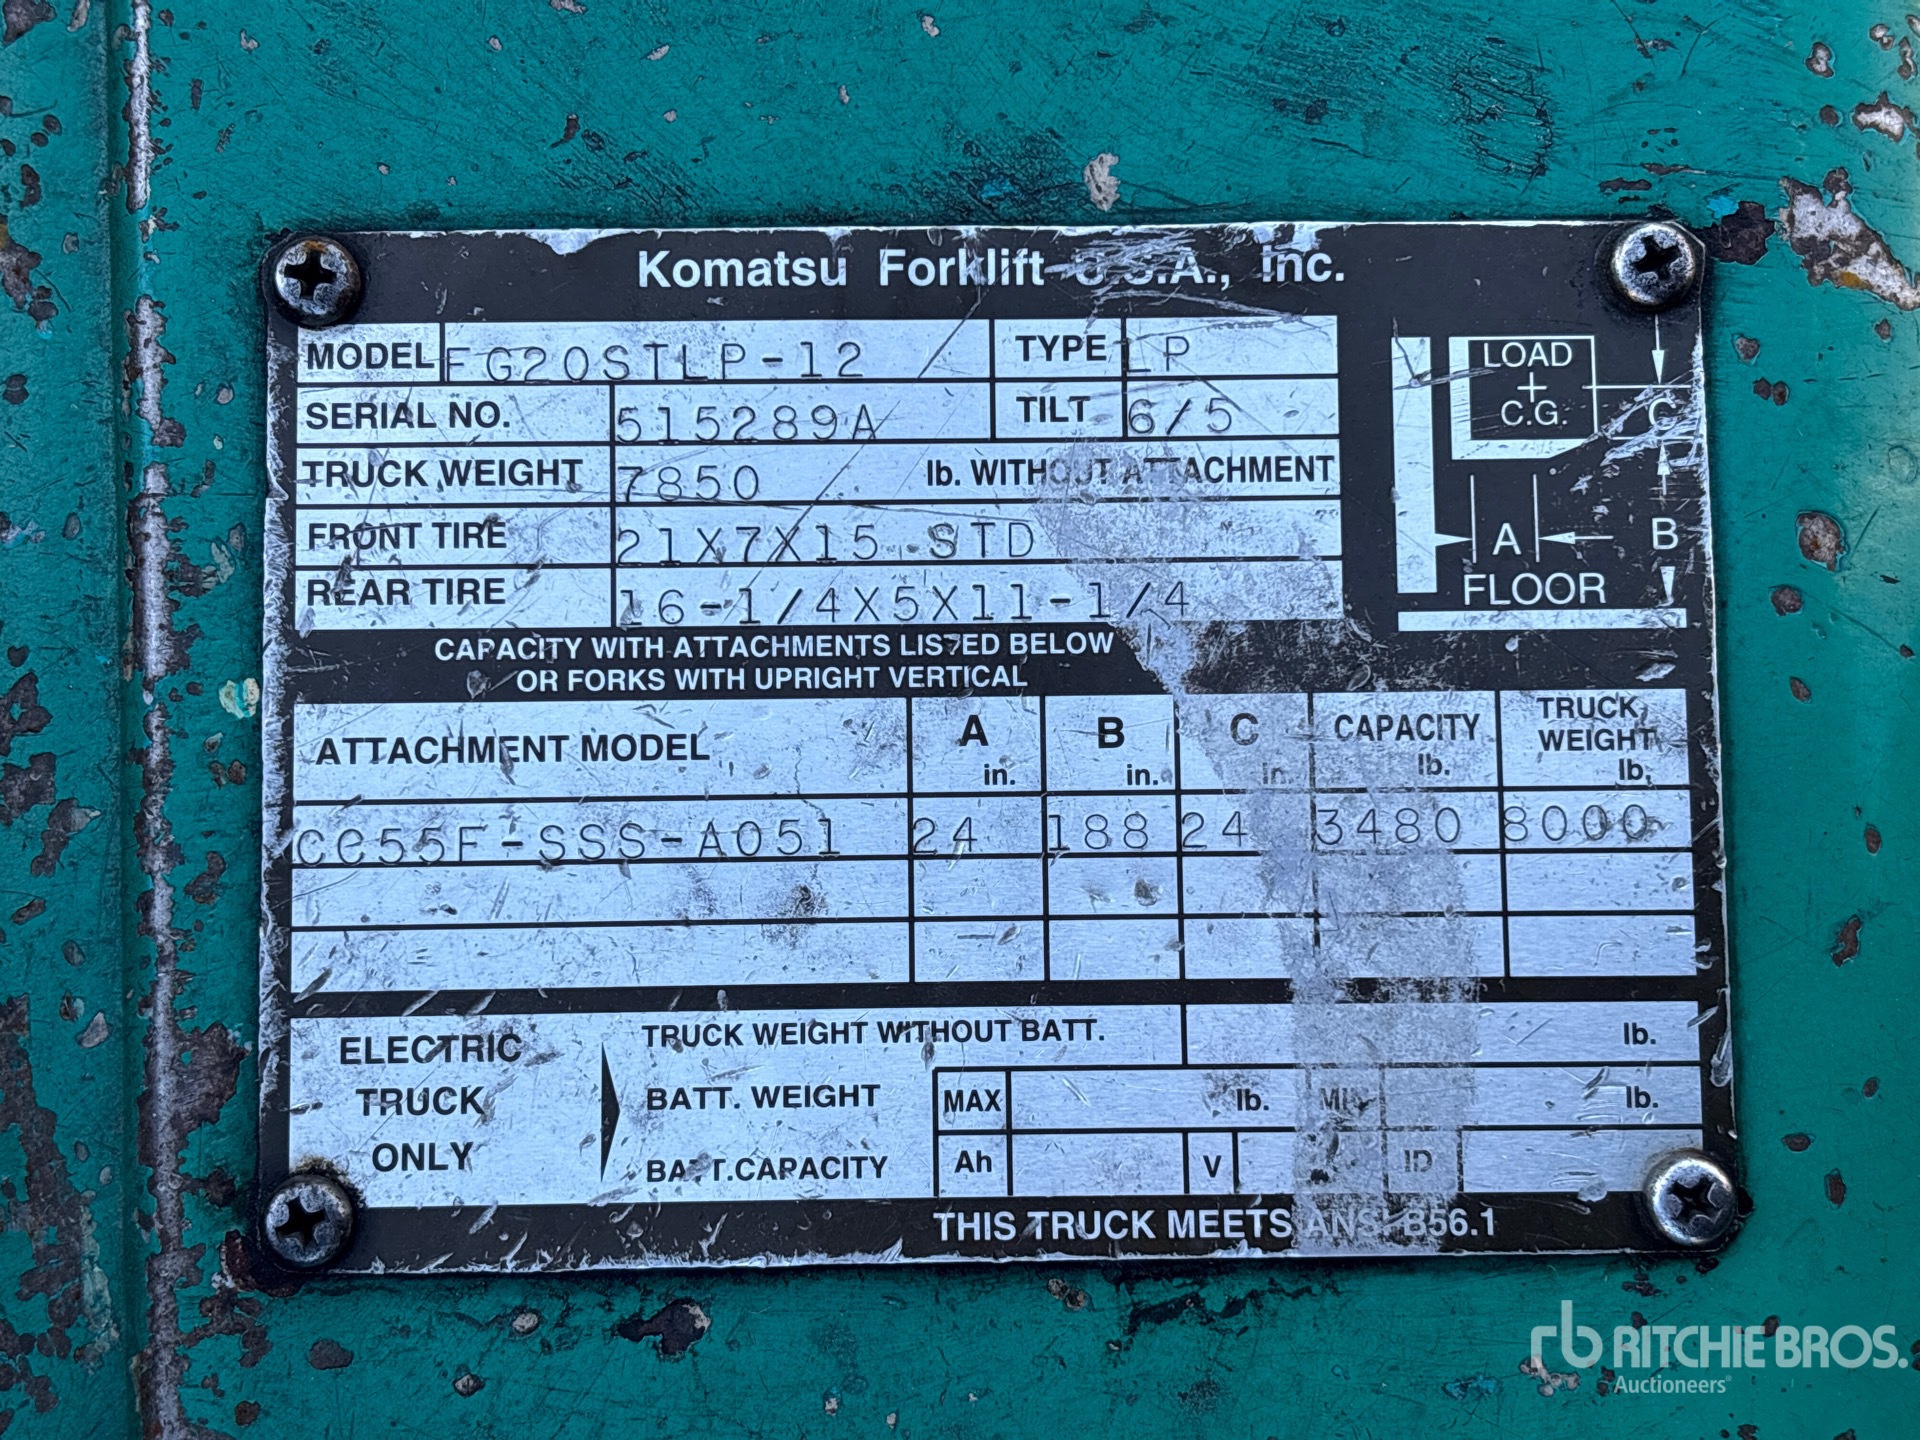 Komatsu Forklift U.S.A., Inc.
MODEL FG20STLP-12 TYPE LP
SERIAL NO. 515289A TILT 6/5
TRUCK WEIGHT 7850 lb. WITHOUT ATTACHMENT
FRONT TIRE 21X7X15 STD
REAR TIRE 16-1/4X5X11-1/4
LOAD
+
C.G.
C
A
B
FLOOR
CAPACITY WITH ATTACHMENTS LISTED BELOW
OR FORKS WITH UPRIGHT VERTICAL
ATTACHMENT MODEL A in. B in. C in. CAPACITY lb. TRUCK WEIGHT lb.
CC55F-SSS-A051 24 188 24 3480 8000
ELECTRIC
TRUCK
ONLY
TRUCK WEIGHT WITHOUT BATT. lb.
BATT. WEIGHT MAX lb. MIN lb.
BATT. CAPACITY Ah V ID
THIS TRUCK MEETS ANSI B56.1
rb RITCHIE BROS.
Auctioneers